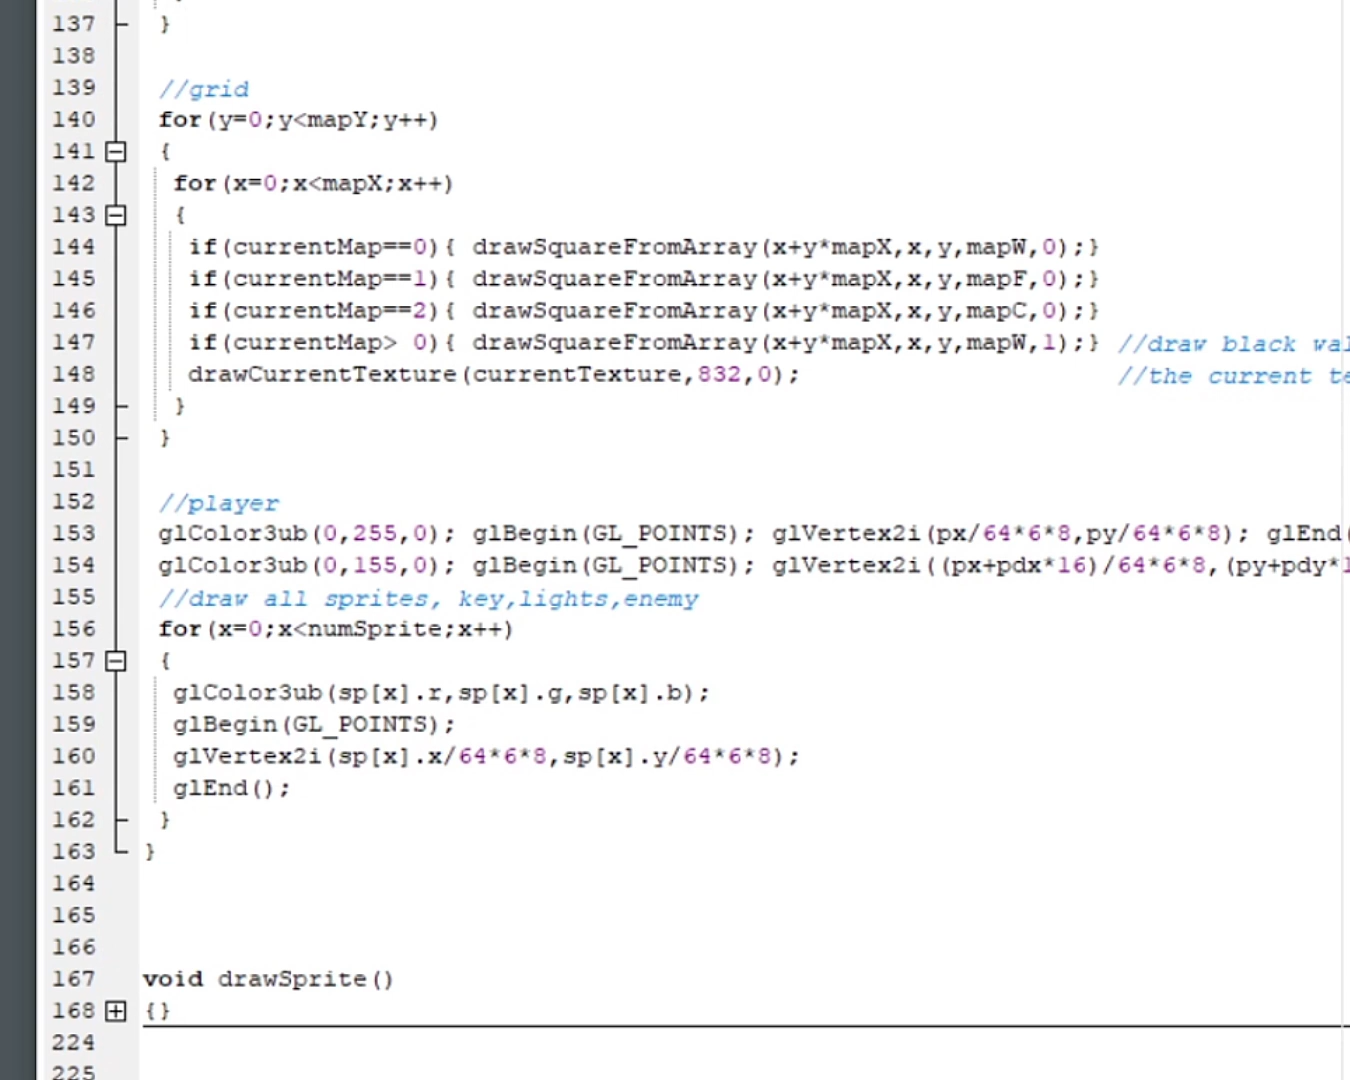 137 }
138
139 //grid
140 for(y=0;y<mapY;y++)
141 {
142 for(x=0;x<mapX;x++)
143 {
144 if(currentMap==0){ drawSquareFromArray(x+y*mapX,x,y,mapW,0);}
145 if(currentMap==1){ drawSquareFromArray(x+y*mapX,x,y,mapF,0);}
146 if(currentMap==2){ drawSquareFromArray(x+y*mapX,x,y,mapC,0);}
147 if(currentMap> 0){ drawSquareFromArray(x+y*mapX,x,y,mapW,1);} //draw black
148 drawCurrentTexture(currentTexture,832,0); //the current
149 }
150 }
151
152 //player
153 glColor3ub(0,255,0); glBegin(GL_POINTS); glVertex2i(px/64*6*8,py/64*6*8); glEnd(
154 glColor3ub(0,155,0); glBegin(GL_POINTS); glVertex2i((px+pdx*16)/64*6*8,(py+pdy*
155 //draw all sprites, key,lights,enemy
156 for(x=0;x<numSprite;x++)
157 {
158 glColor3ub(sp[x].r,sp[x].g,sp[x].b);
159 glBegin(GL_POINTS);
160 glVertex2i(sp[x].x/64*6*8,sp[x].y/64*6*8);
161 glEnd();
162 }
163 }
164
165
166
167 void drawSprite()
168 {}
224
225